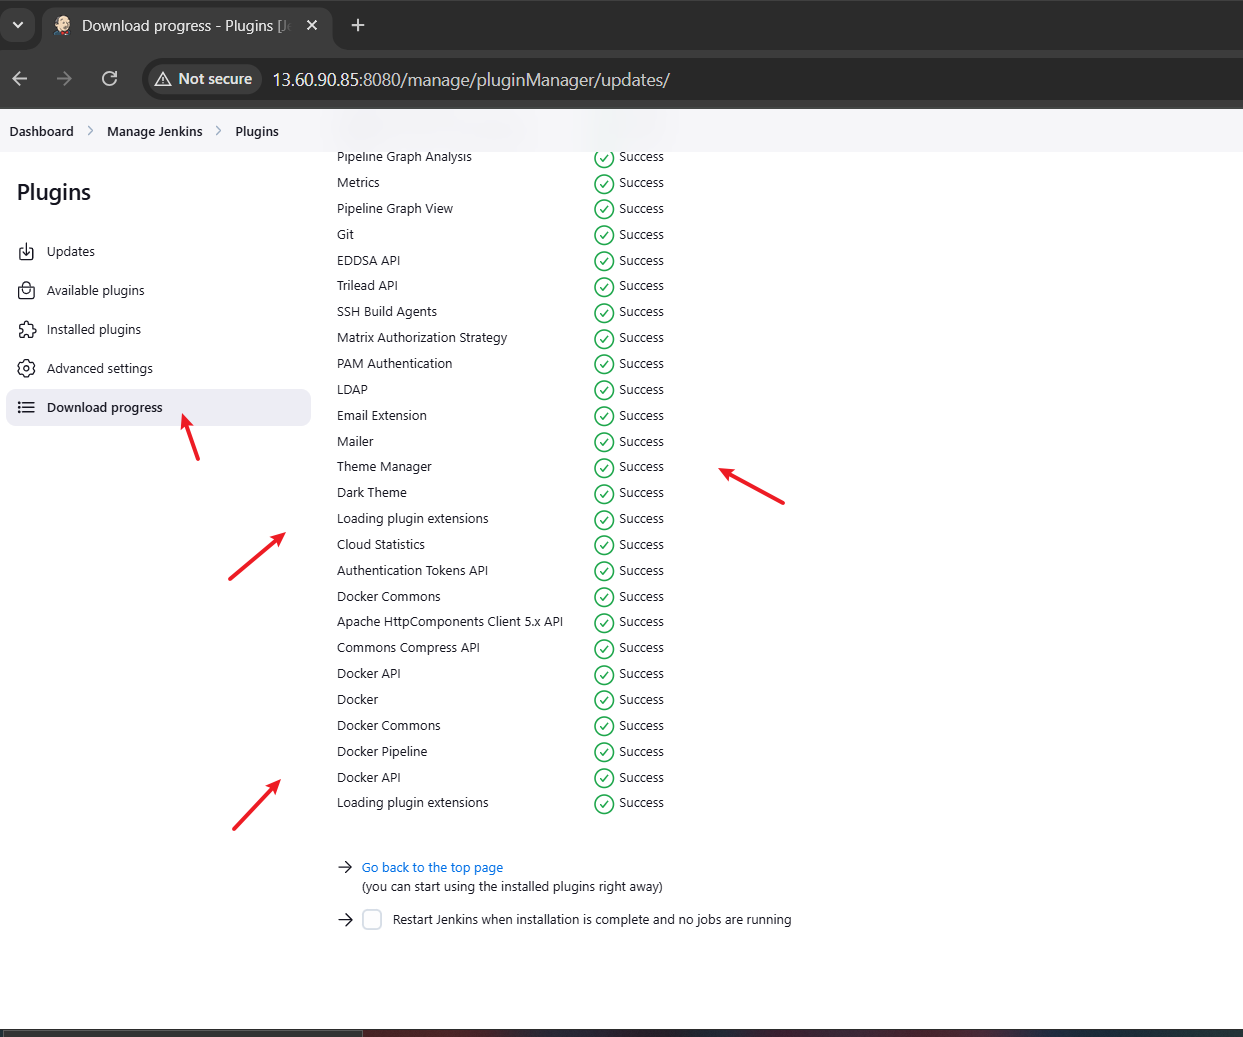 Download progress - Plugins [Je
Not secure 13.60.90.85:8080/manage/pluginManager/updates/
Dashboard Manage Jenkins Plugins
Plugins
Updates
Available plugins
Installed plugins
Advanced settings
Download progress
Pipeline Graph Analysis Success
Metrics Success
Pipeline Graph View Success
Git Success
EDDSA API Success
Trilead API Success
SSH Build Agents Success
Matrix Authorization Strategy Success
PAM Authentication Success
LDAP Success
Email Extension Success
Mailer Success
Theme Manager Success
Dark Theme Success
Loading plugin extensions Success
Cloud Statistics Success
Authentication Tokens API Success
Docker Commons Success
Apache HttpComponents Client 5.x API Success
Commons Compress API Success
Docker API Success
Docker Success
Docker Commons Success
Docker Pipeline Success
Docker API Success
Loading plugin extensions Success
Go back to the top page
(you can start using the installed plugins right away)
Restart Jenkins when installation is complete and no jobs are running